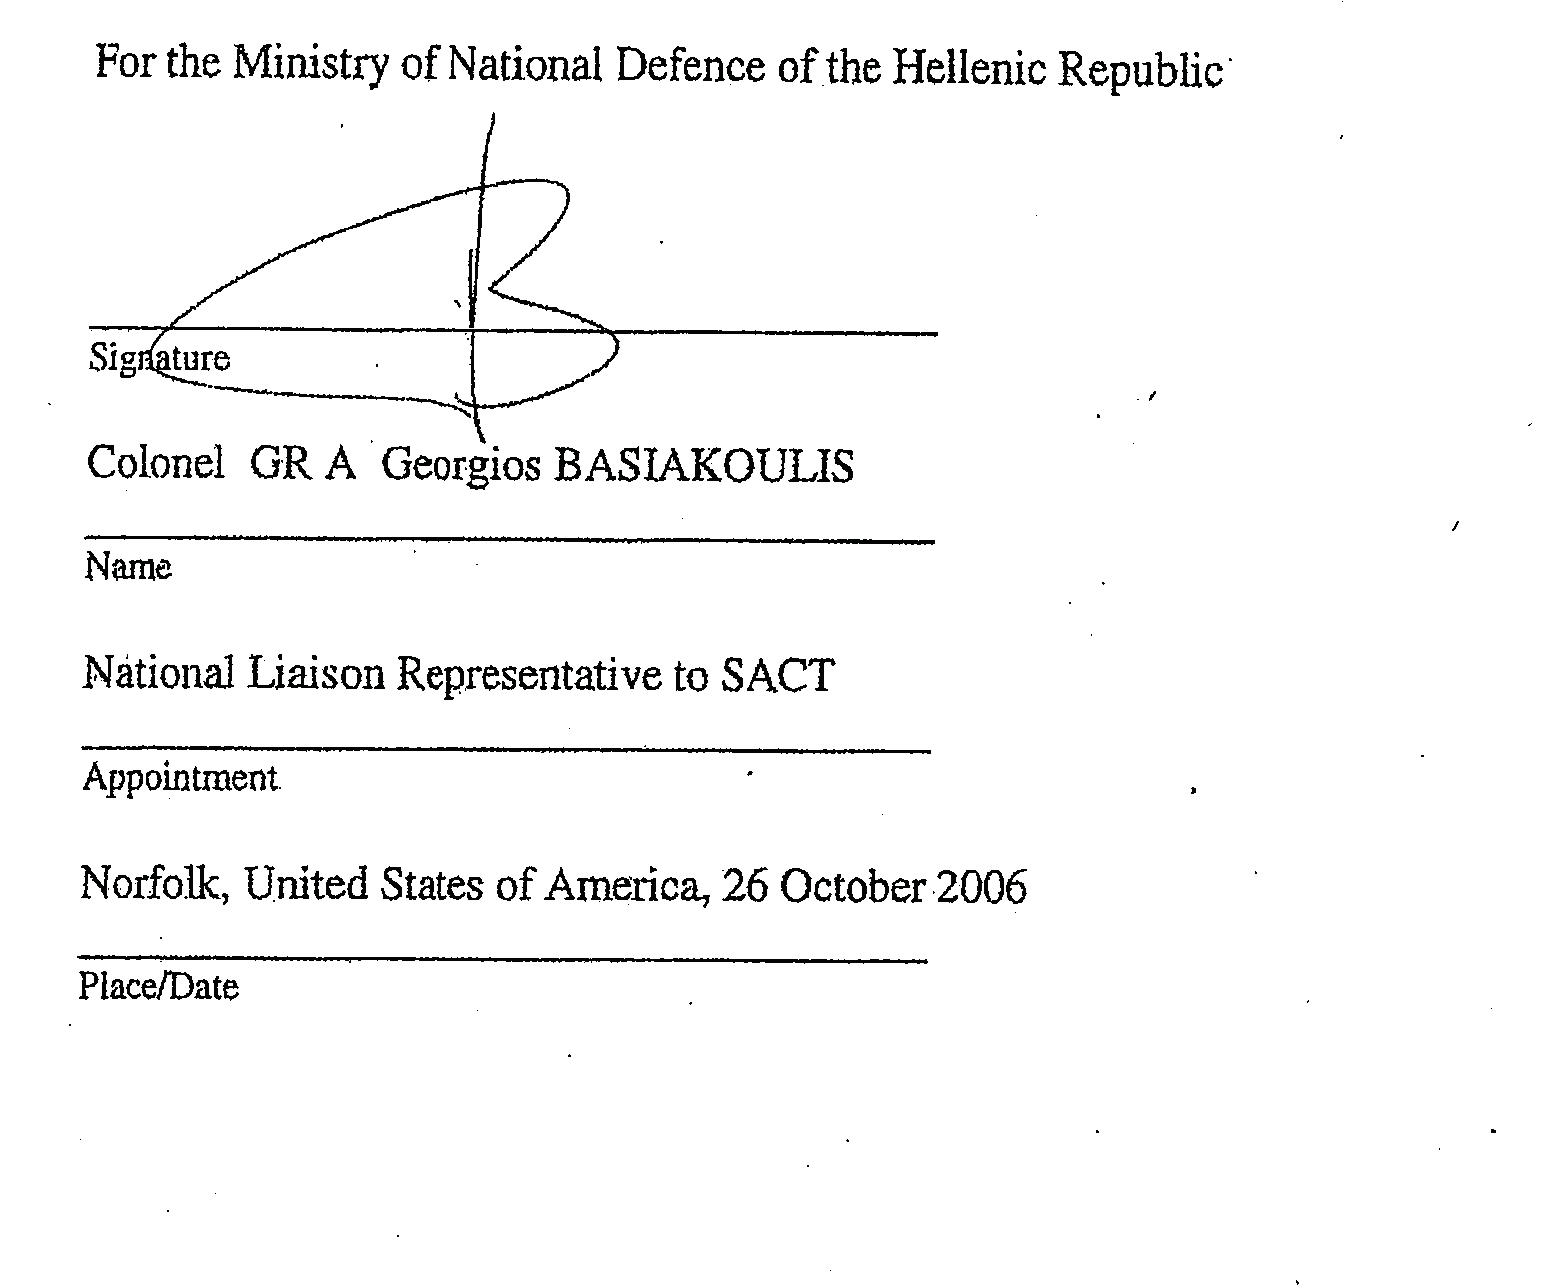 For the Ministry of National Defence of the Hellenic Republic
Signature
Colonel GR A Georgios BASIAKOULIS
Name
National Liaison Representative to SACT
Appointment
Norfolk, United States of America, 26 October 2006
Place/Date